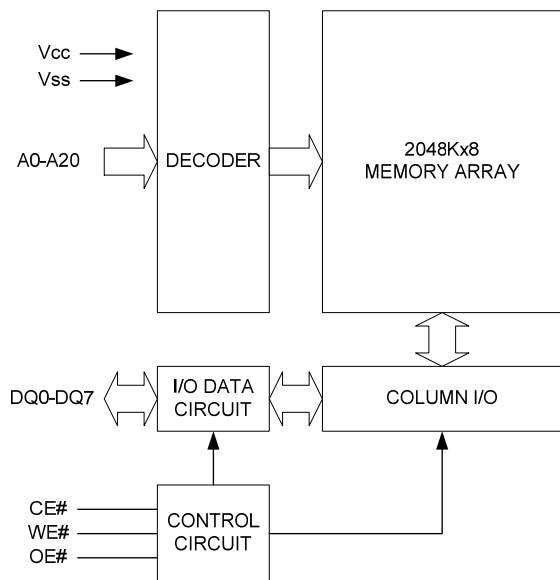 Vcc
Vss
A0-A20
DECODER
2048Kx8
MEMORY ARRAY
DQ0-DQ7
I/O DATA
CIRCUIT
COLUMN I/O
CE#
WE#
OE#
CONTROL
CIRCUIT